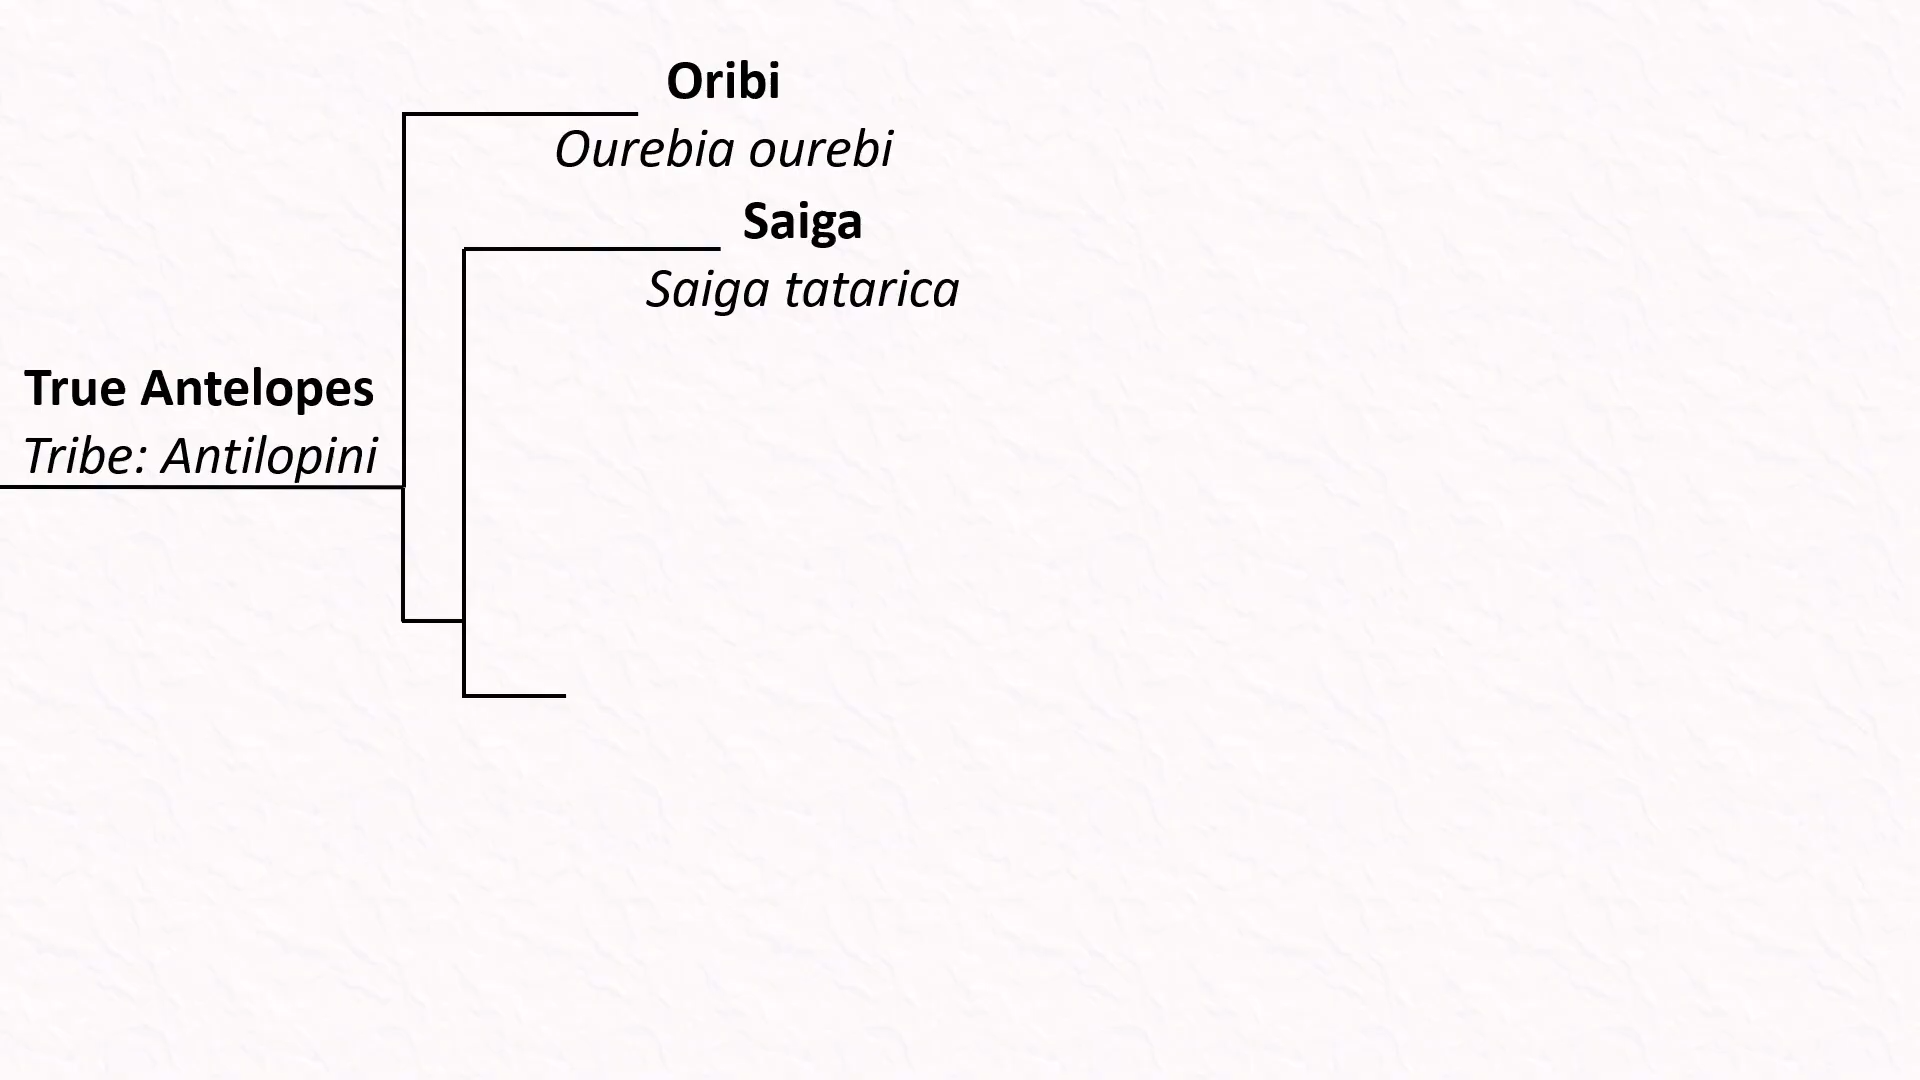 Oribi
Ourebia ourebi
Saiga
Saiga tatarica
True Antelopes
Tribe: Antilopini